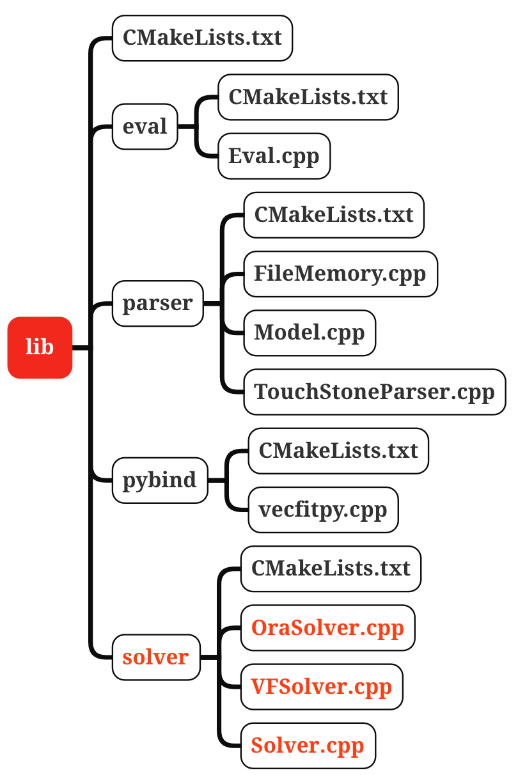 CMakeLists.txt
eval
CMakeLists.txt
Eval.cpp
parser
CMakeLists.txt
FileMemory.cpp
Model.cpp
TouchStoneParser.cpp
lib
pybind
CMakeLists.txt
vecfitpy.cpp
solver
CMakeLists.txt
OraSolver.cpp
VFSolver.cpp
Solver.cpp